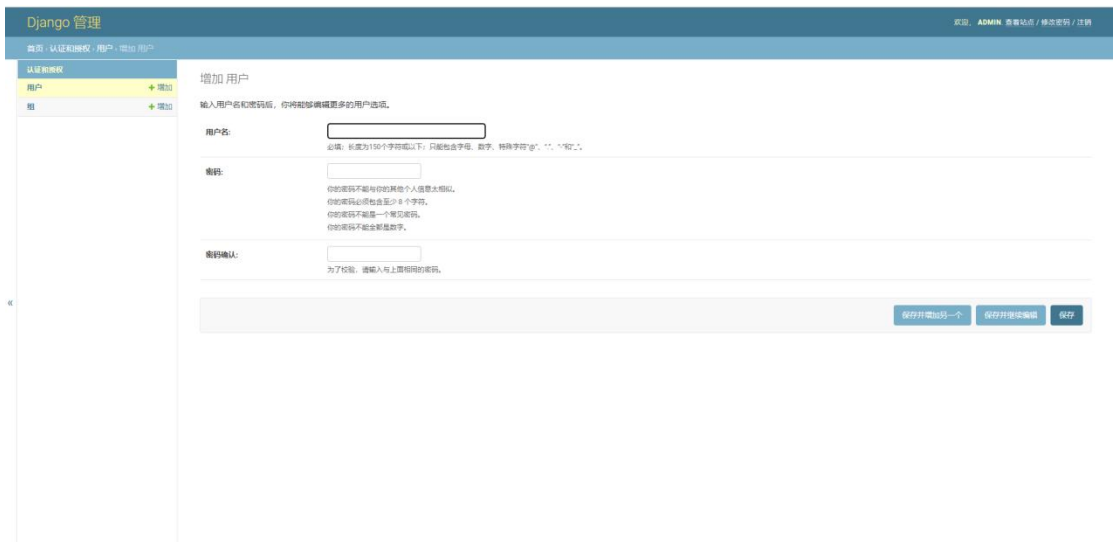 Django 管理
欢迎，ADMIN. 查看站点 / 修改密码 / 注销
首页 › 认证和授权 › 用户 › 增加 用户
认证和授权
用户 + 增加
组 + 增加
增加 用户
输入用户名和密码后，你将能够编辑更多的用户选项。
用户名:
必填；长度为150个字符或以下；只能包含字母、数字、特殊字符“@”、“.”、“-”和“_”。
密码:
你的密码不能与你的其他个人信息太相似。
你的密码必须包含至少 8 个字符。
你的密码不能是一个常见密码。
你的密码不能全都是数字。
密码确认:
为了校验，请输入与上面相同的密码。
«
保存并增加另一个 保存并继续编辑 保存